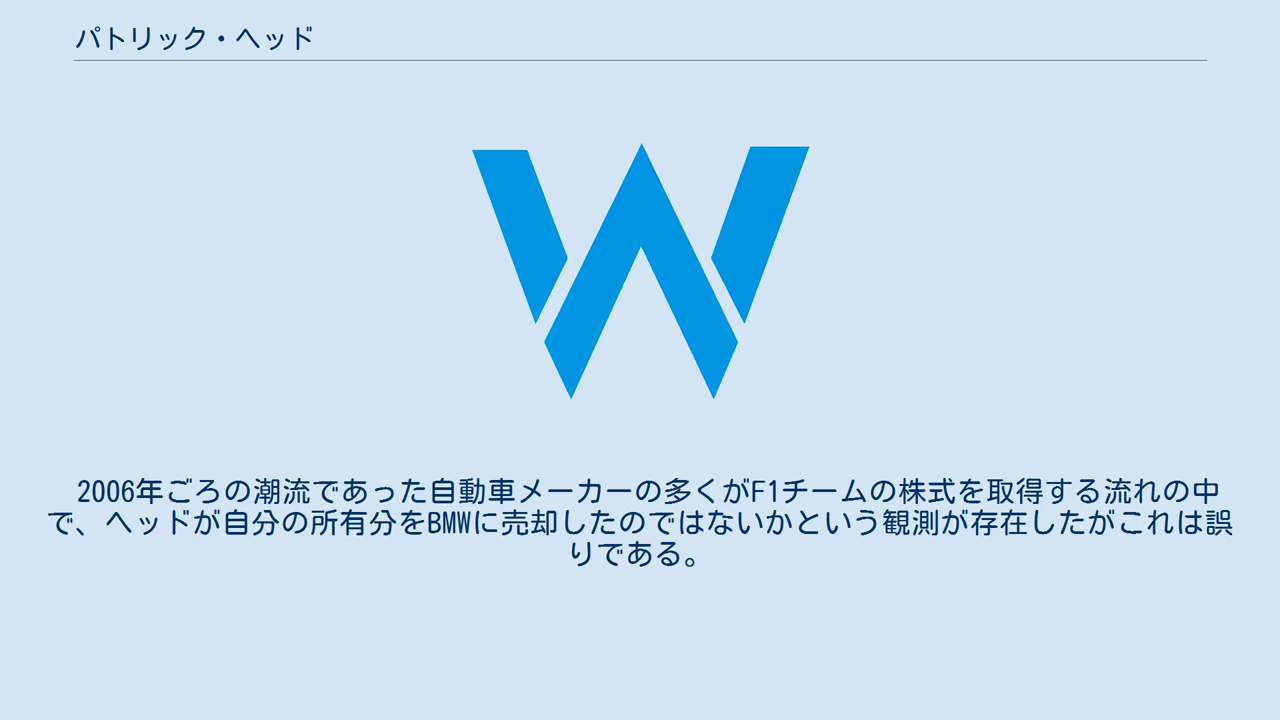 パトリック・ヘッド
2006年ごろの潮流であった自動車メーカーの多くがF1チームの株式を取得する流れの中
で、ヘッドが自分の所有分をBMWに売却したのではないかという観測が存在したがこれは誤
りである。